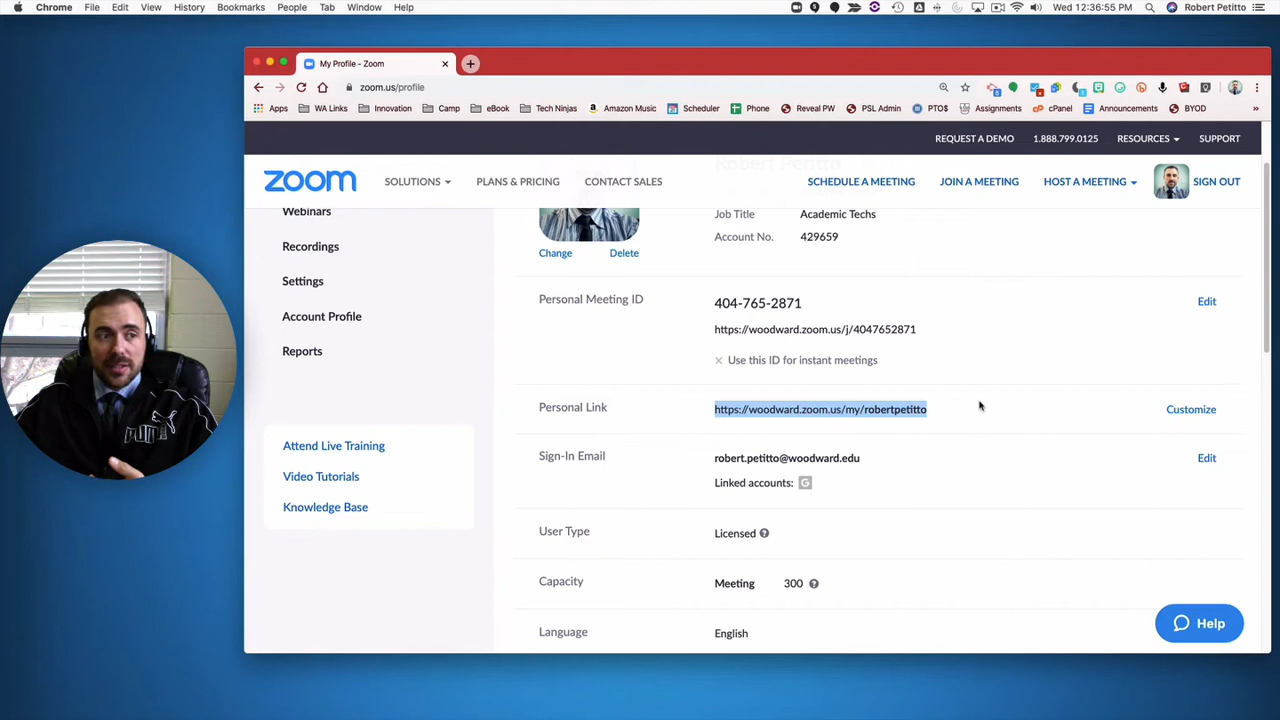 Chrome File Edit View History Bookmarks People Tab Window Help Wed 12:36:55 PM Robert Petitto
My Profile - Zoom
zoom.us/profile
Apps WA Links Innovation Camp eBook Tech Ninjas Amazon Music Scheduler Phone Reveal PW PSL Admin PTO$ Assignments cPanel Announcements BYOD
REQUEST A DEMO 1.888.799.0125 RESOURCES SUPPORT
Robert Petitto
zoom SOLUTIONS PLANS & PRICING CONTACT SALES SCHEDULE A MEETING JOIN A MEETING HOST A MEETING SIGN OUT
Webinars
Recordings
Settings
Account Profile
Reports
Attend Live Training
Video Tutorials
Knowledge Base
Change Delete
Job Title Academic Techs
Account No. 429659
Personal Meeting ID 404-765-2871 Edit
https://woodward.zoom.us/j/4047652871
× Use this ID for instant meetings
Personal Link https://woodward.zoom.us/my/robertpetitto Customize
Sign-In Email robert.petitto@woodward.edu Edit
Linked accounts: G
User Type Licensed
Capacity Meeting 300
Language English
Help
PUMA